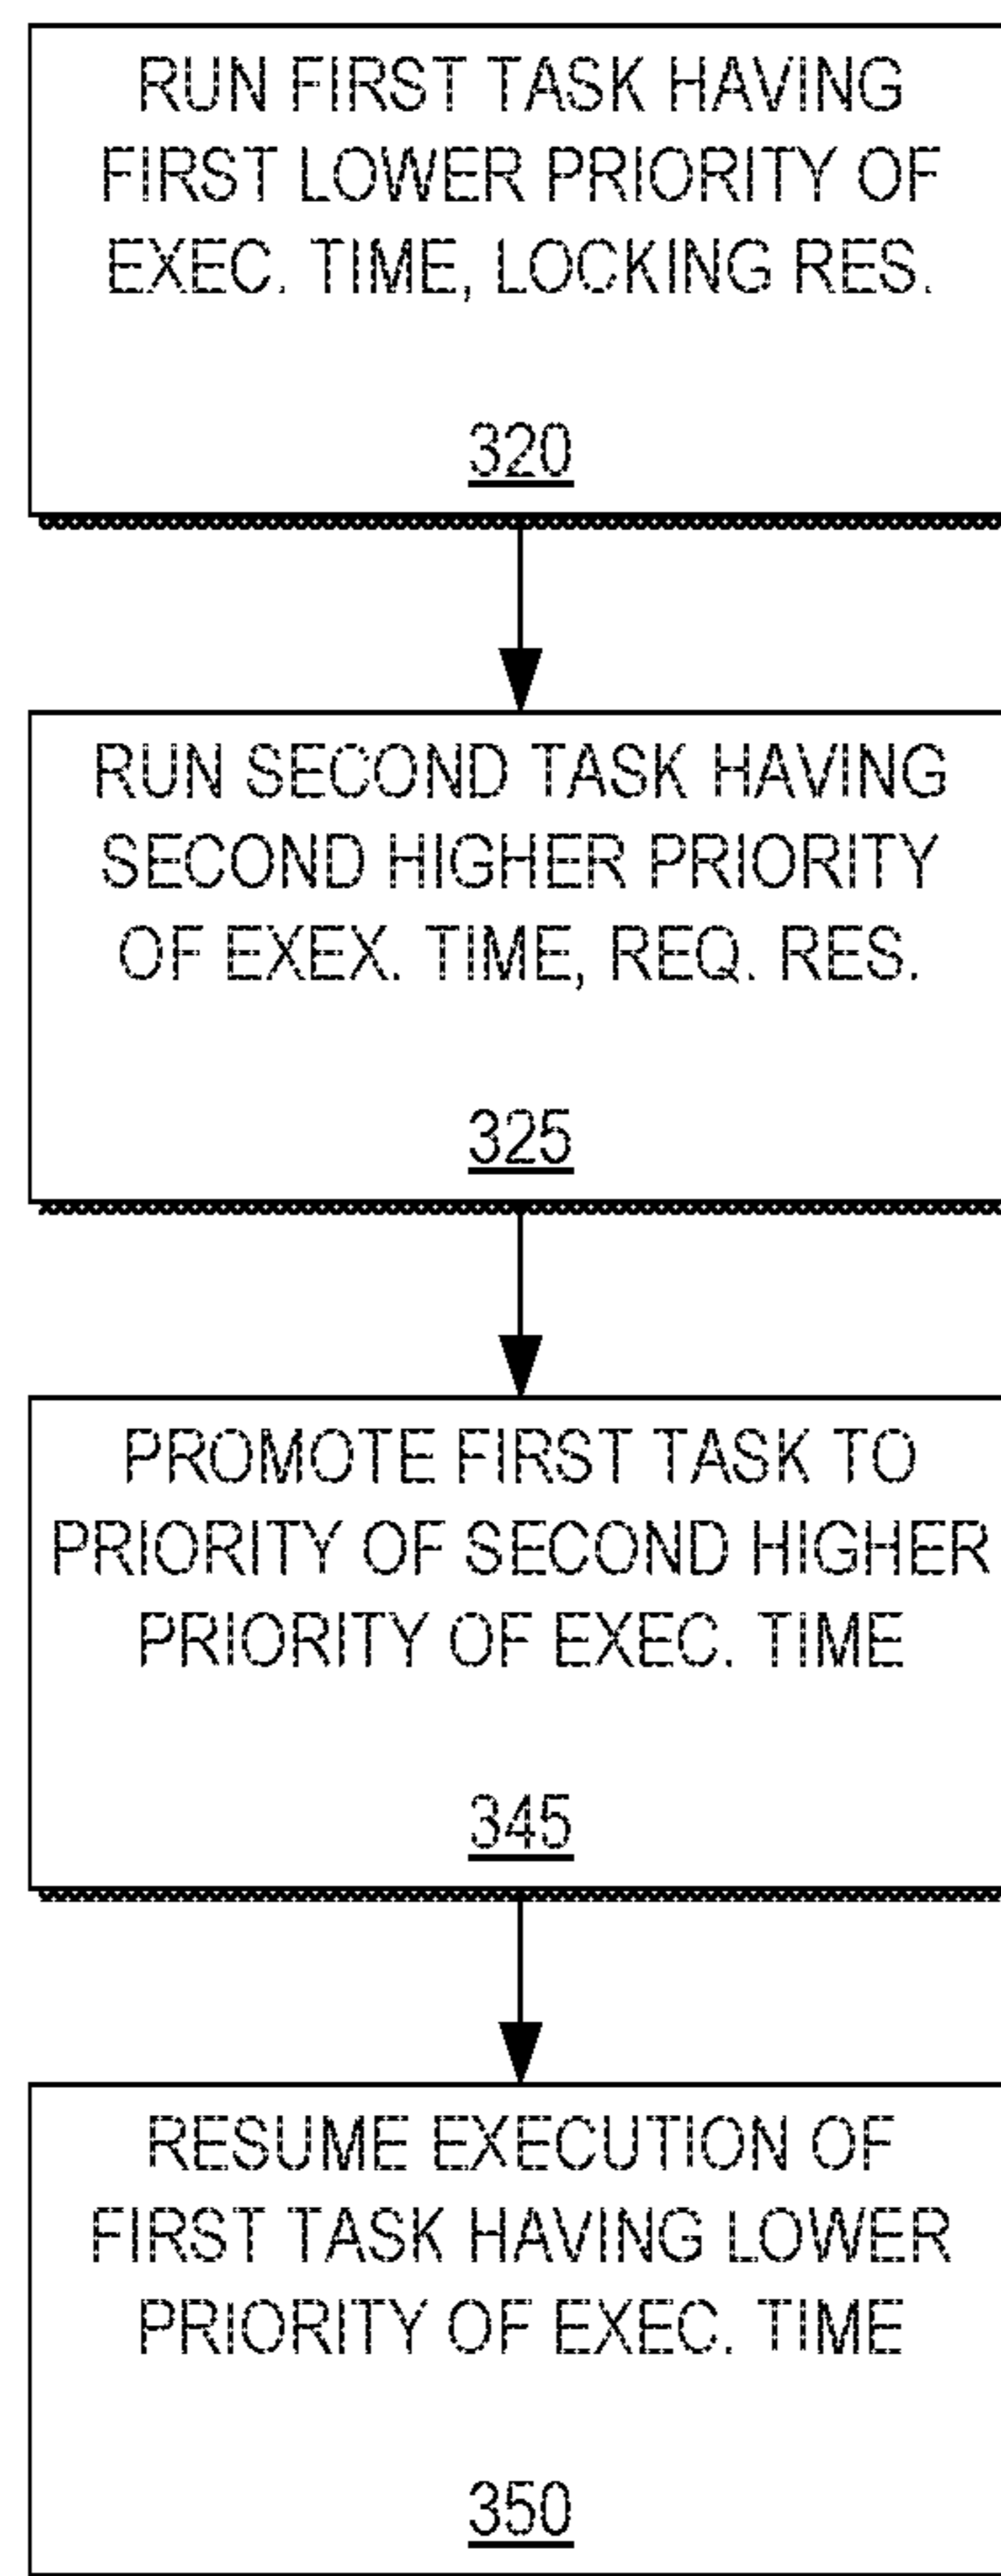 RUN FIRST TASK HAVING
FIRST LOWER PRIORITY OF
EXEC. TIME, LOCKING RES.
320
RUN SECOND TASK HAVING
SECOND HIGHER PRIORITY
OF EXEX. TIME, REQ. RES.
325
PROMOTE FIRST TASK TO
PRIORITY OF SECOND HIGHER
PRIORITY OF EXEC. TIME
345
RESUME EXECUTION OF
FIRST TASK HAVING LOWER
PRIORITY OF EXEC. TIME
350